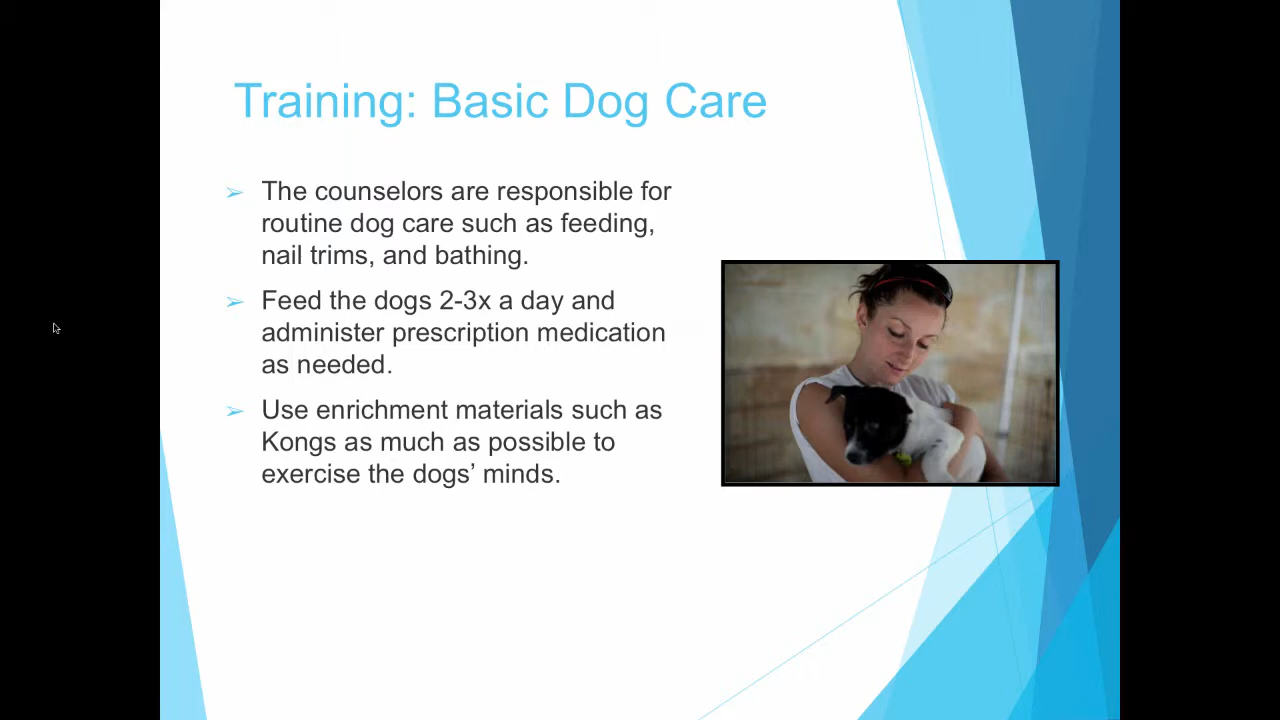 Training: Basic Dog Care
➢ The counselors are responsible for
routine dog care such as feeding,
nail trims, and bathing.
➢ Feed the dogs 2-3x a day and
administer prescription medication
as needed.
➢ Use enrichment materials such as
Kongs as much as possible to
exercise the dogs’ minds.